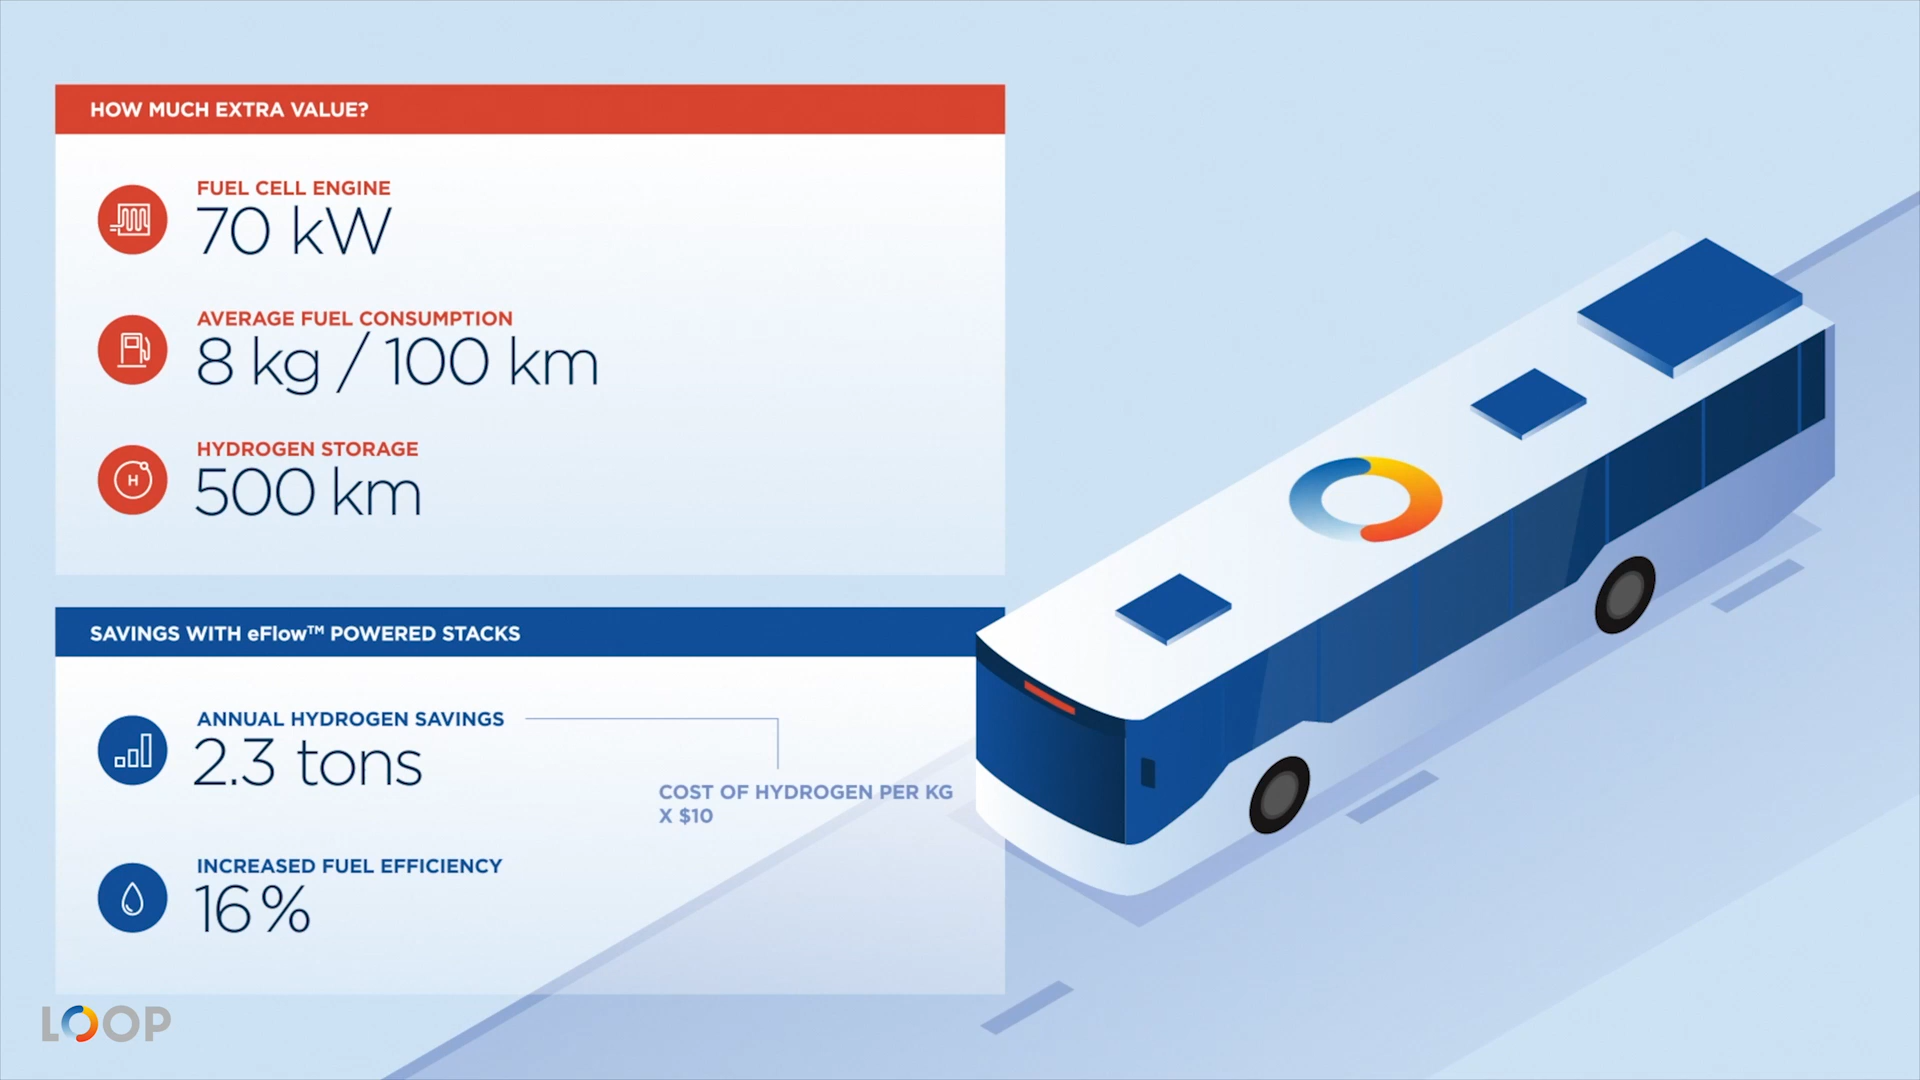 HOW MUCH EXTRA VALUE?
FUEL CELL ENGINE
70 kW
AVERAGE FUEL CONSUMPTION
8 kg / 100 km
H
HYDROGEN STORAGE
500 km
SAVINGS WITH eFlow™ POWERED STACKS
ANNUAL HYDROGEN SAVINGS
2.3 tons
COST OF HYDROGEN PER KG
X $10
INCREASED FUEL EFFICIENCY
16%
LOOP